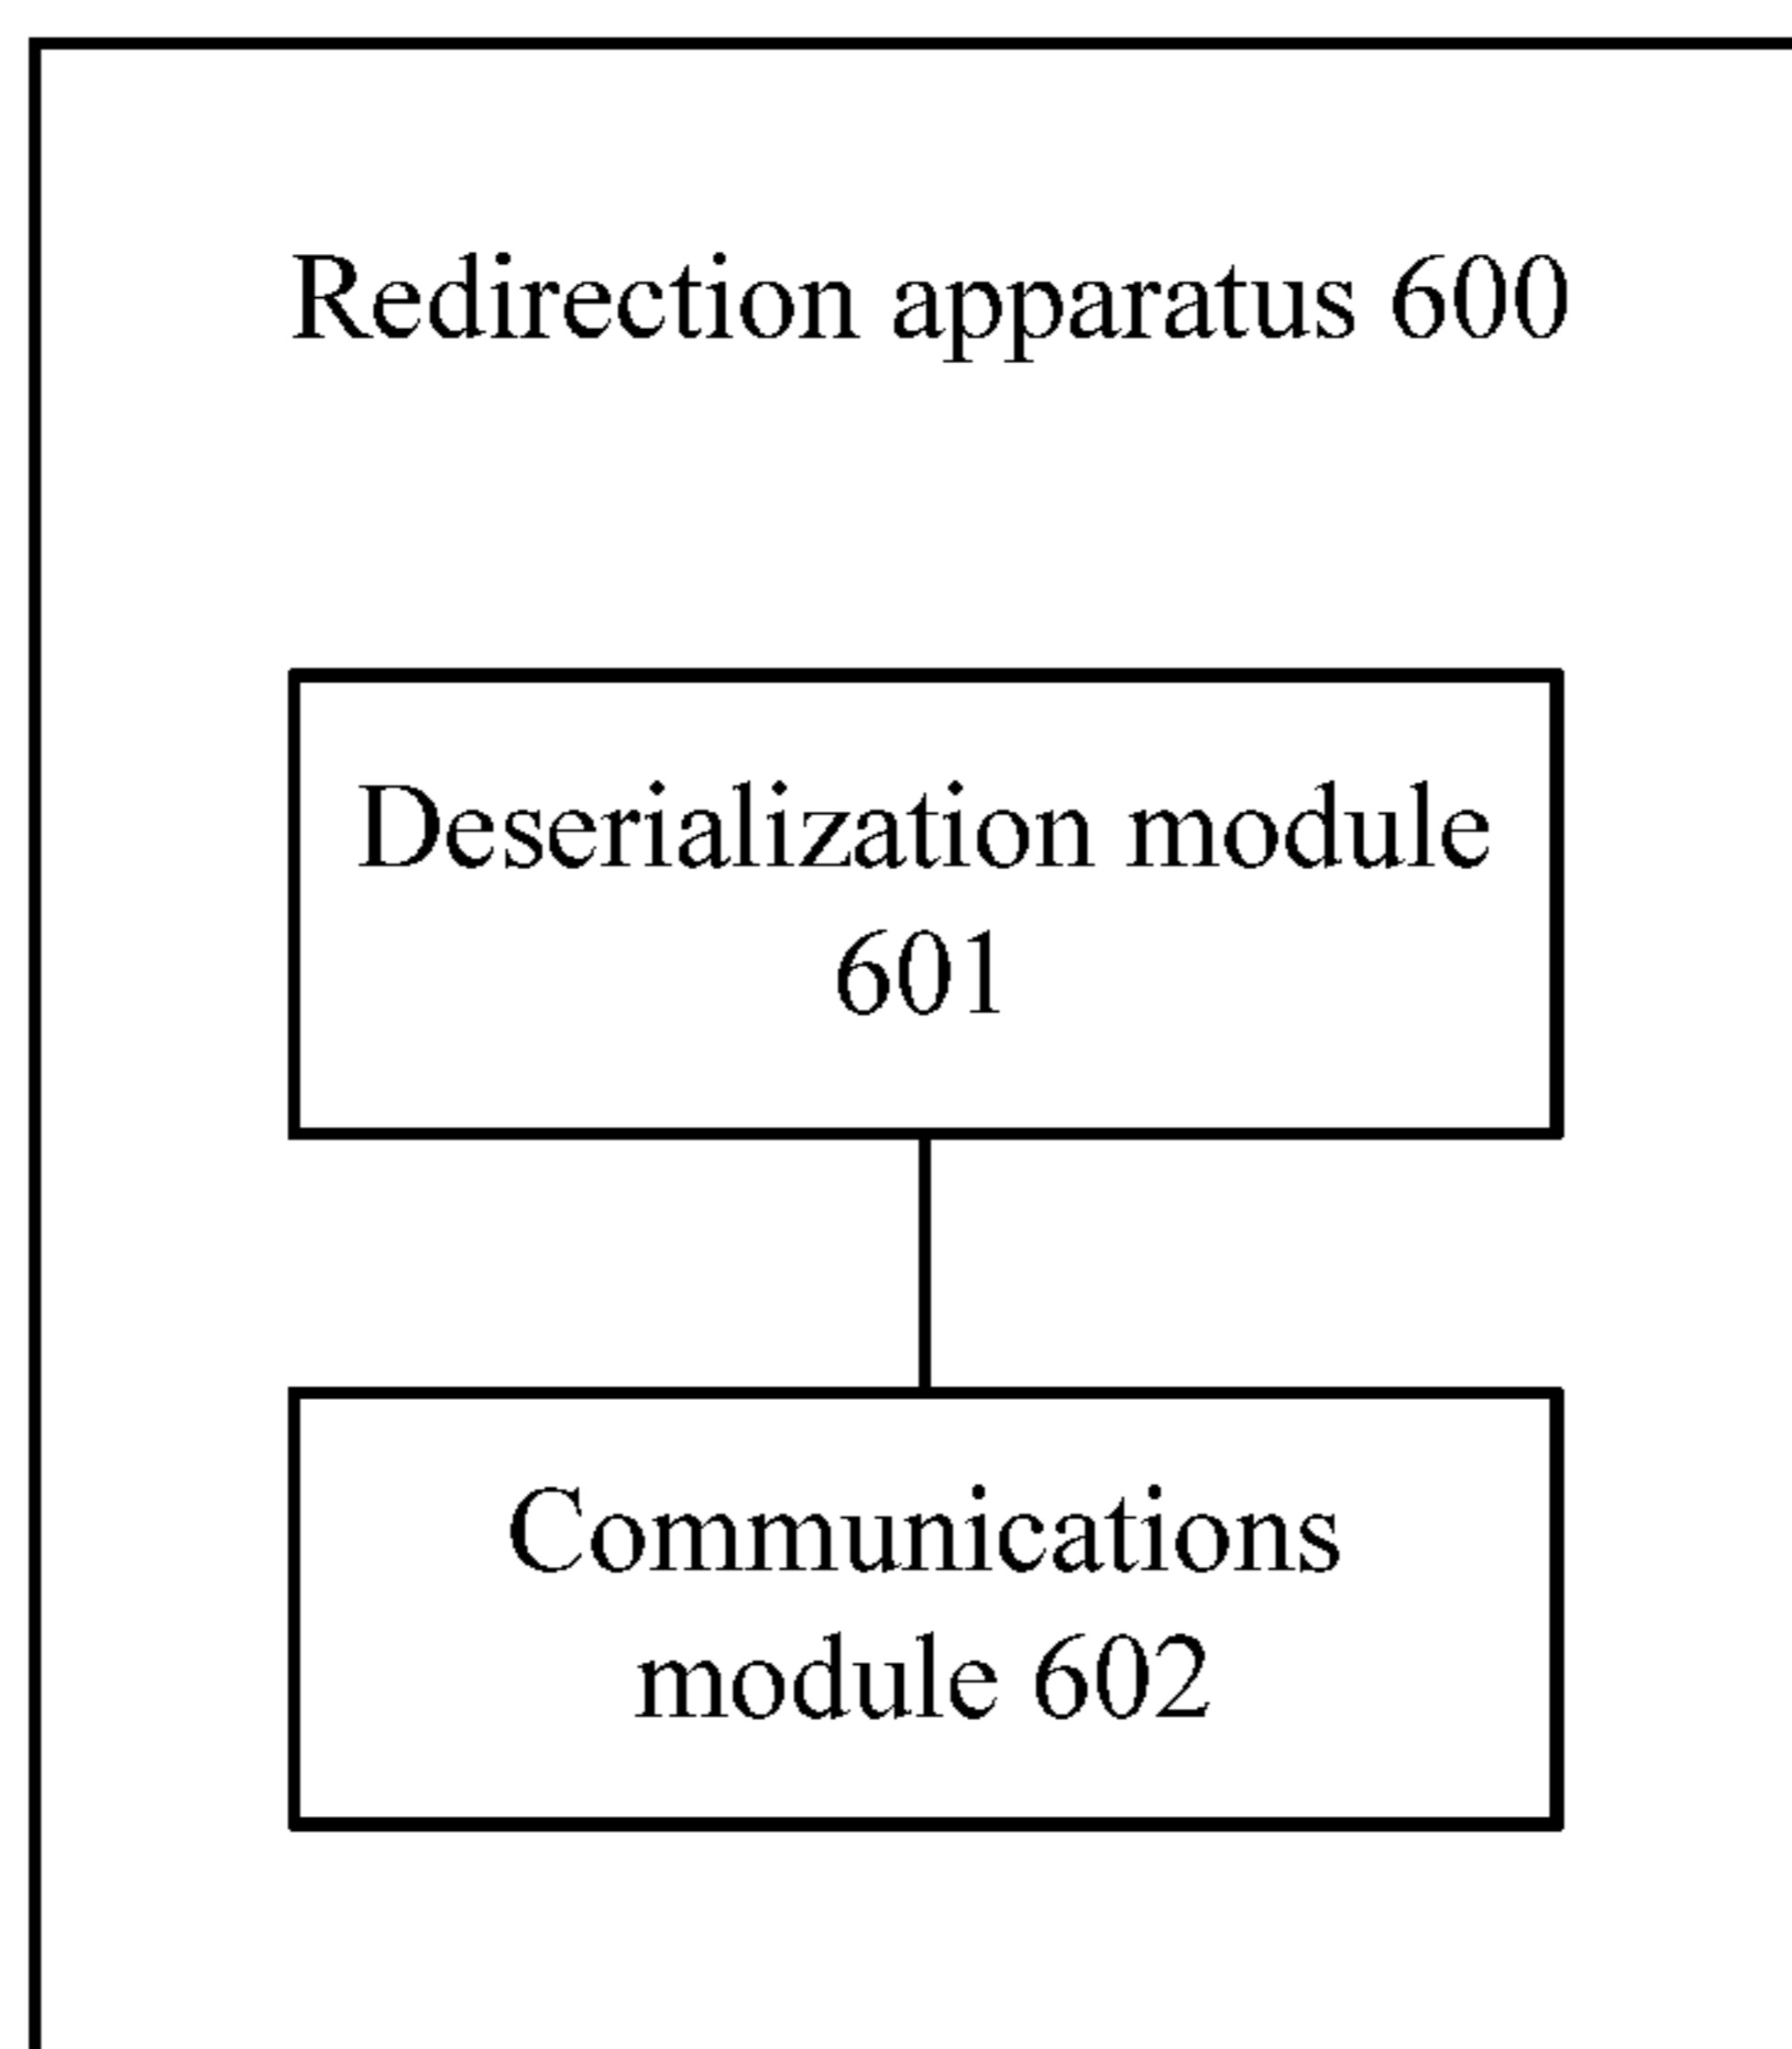 Redirection apparatus 600
Deserialization module
601
Communications
module 602